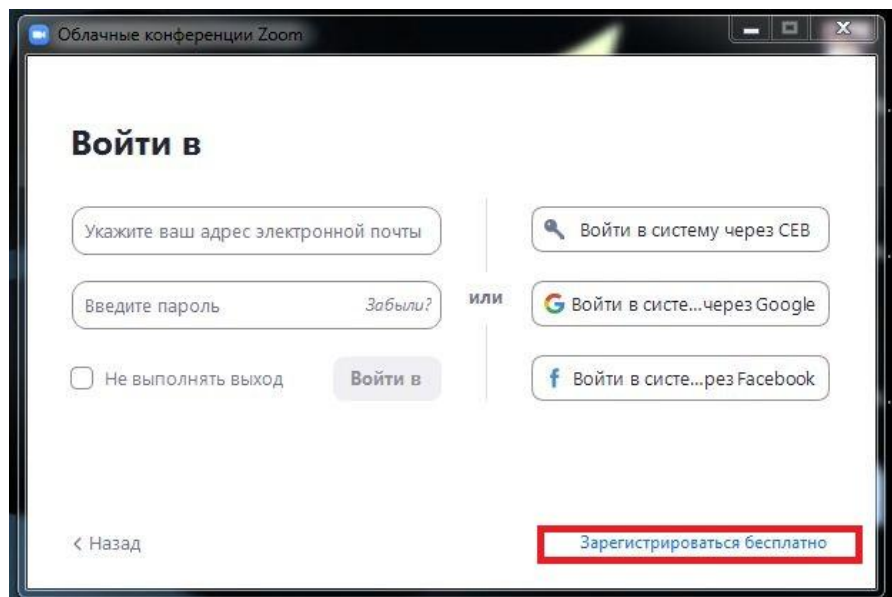 Облачные конференции Zoom
Войти в
Укажите ваш адрес электронной почты
Введите пароль Забыли?
Не выполнять выход Войти в
или
Войти в систему через СЕВ
Войти в систе...через Google
Войти в систе...рез Facebook
Назад
Зарегистрироваться бесплатно